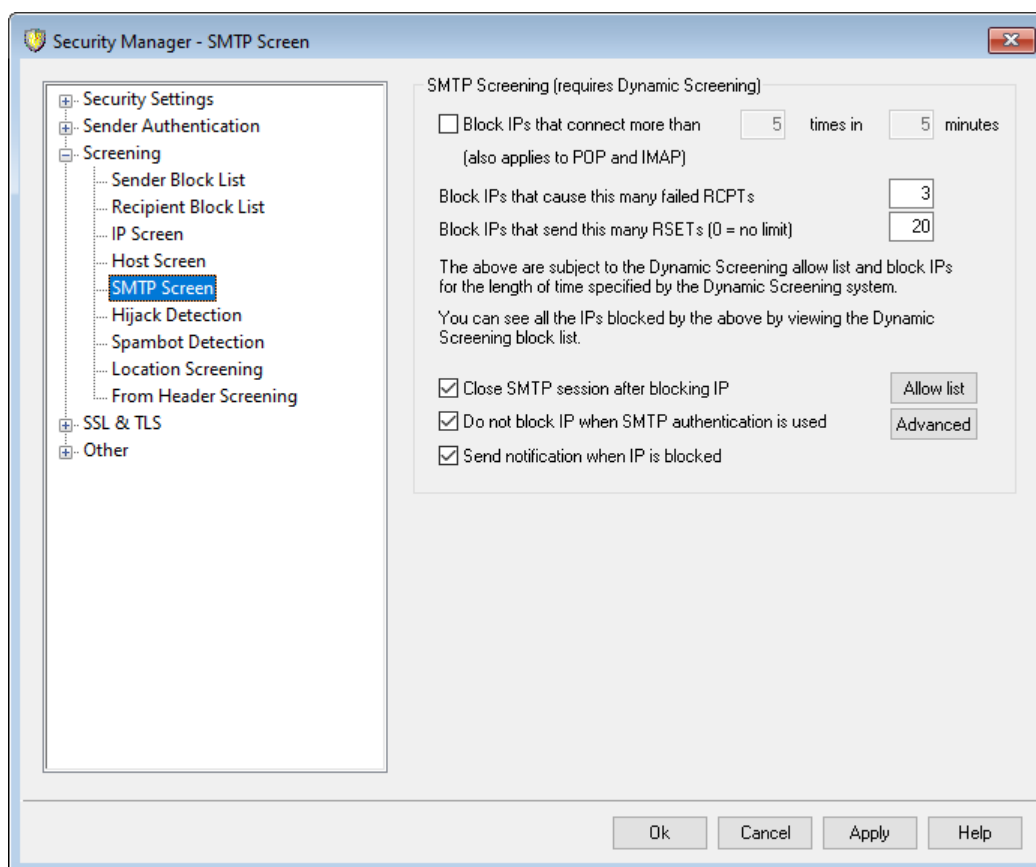 Security Manager - SMTP Screen
Security Settings
Sender Authentication
Screening
Sender Block List
Recipient Block List
IP Screen
Host Screen
SMTP Screen
Hijack Detection
Spambot Detection
Location Screening
From Header Screening
SSL & TLS
Other
SMTP Screening (requires Dynamic Screening)
Block IPs that connect more than 5 times in 5 minutes
(also applies to POP and IMAP)
Block IPs that cause this many failed RCPTs 3
Block IPs that send this many RSETs (0 = no limit) 20
The above are subject to the Dynamic Screening allow list and block IPs
for the length of time specified by the Dynamic Screening system.
You can see all the IPs blocked by the above by viewing the Dynamic
Screening block list.
Close SMTP session after blocking IP Allow list
Do not block IP when SMTP authentication is used Advanced
Send notification when IP is blocked
Ok Cancel Apply Help